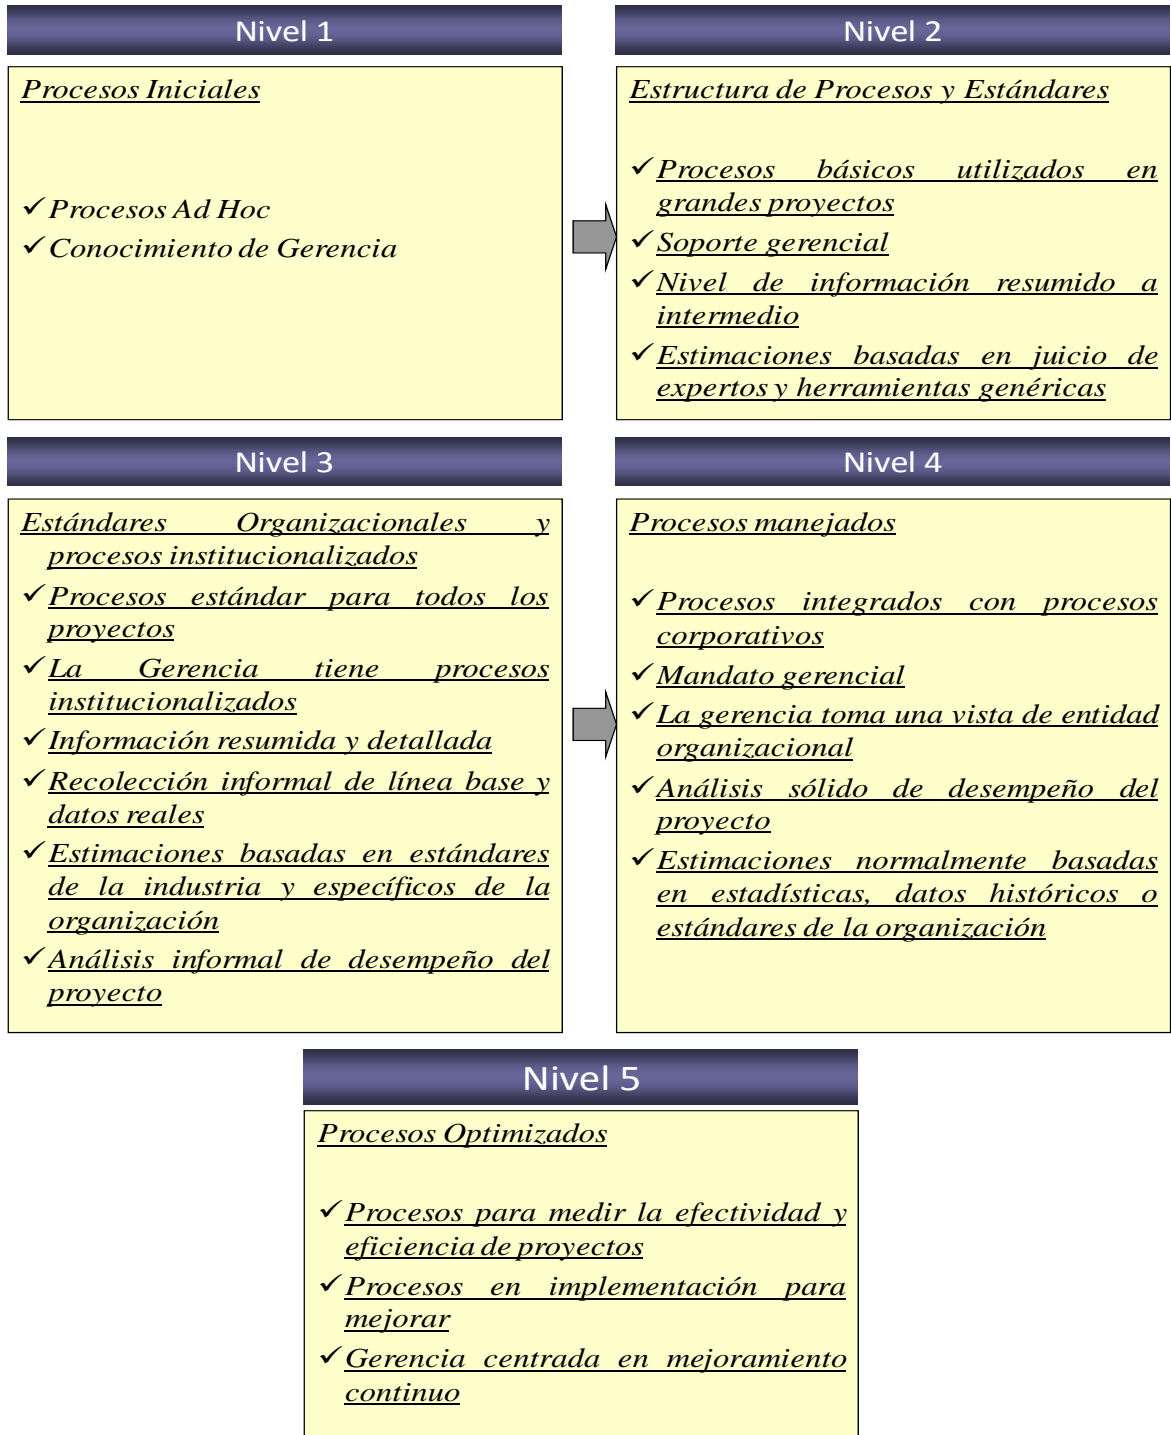 Nivel 1
Procesos Iniciales
✓ Procesos Ad Hoc
✓ Conocimiento de Gerencia
Nivel 2
Estructura de Procesos y Estándares
✓ Procesos básicos utilizados en
grandes proyectos
✓ Soporte gerencial
✓ Nivel de información resumido a
intermedio
✓ Estimaciones basadas en juicio de
expertos y herramientas genéricas
Nivel 3
Estándares Organizacionales y
procesos institucionalizados
✓ Procesos estándar para todos los
proyectos
✓ La Gerencia tiene procesos
institucionalizados
✓ Información resumida y detallada
✓ Recolección informal de línea base y
datos reales
✓ Estimaciones basadas en estándares
de la industria y específicos de la
organización
✓ Análisis informal de desempeño del
proyecto
Nivel 4
Procesos manejados
✓ Procesos integrados con procesos
corporativos
✓ Mandato gerencial
✓ La gerencia toma una vista de entidad
organizacional
✓ Análisis sólido de desempeño del
proyecto
✓ Estimaciones normalmente basadas
en estadísticas, datos históricos o
estándares de la organización
Nivel 5
Procesos Optimizados
✓ Procesos para medir la efectividad y
eficiencia de proyectos
✓ Procesos en implementación para
mejorar
✓ Gerencia centrada en mejoramiento
continuo